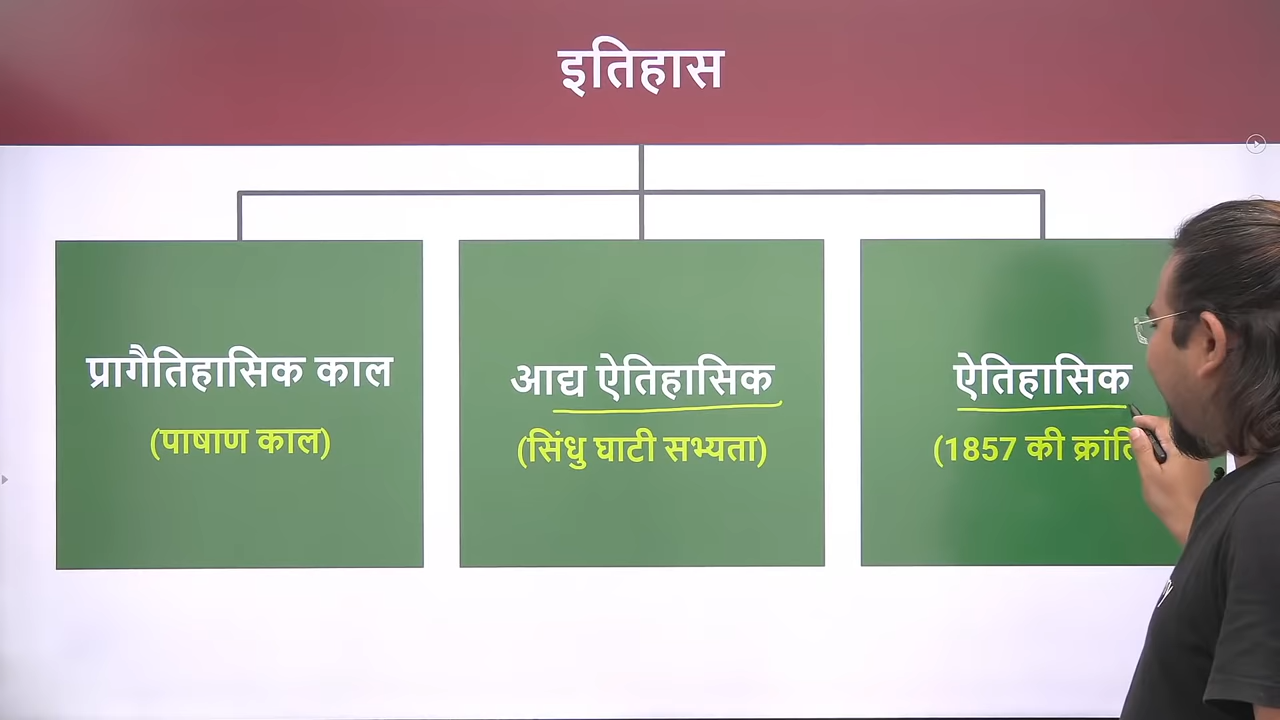 इतिहास
प्रागैतिहासिक काल
(पाषाण काल)
आद्य ऐतिहासिक
(सिंधु घाटी सभ्यता)
ऐतिहासिक
(1857 की